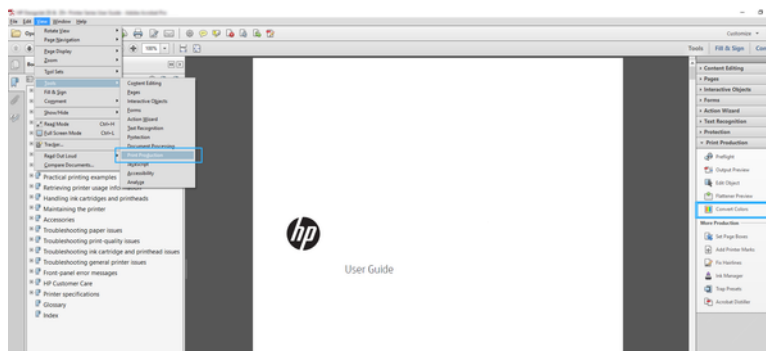 File Edit View Window Help
Rotate View
Page Navigation
Page Display
Zoom
Tool Sets
Tools
Fill & Sign
Comment
Show/Hide
Read Mode Ctrl+H
Full Screen Mode Ctrl+L
Tracker...
Read Out Loud
Compare Documents...
Content Editing
Pages
Interactive Objects
Forms
Action Wizard
Text Recognition
Protection
Document Processing
Print Production
JavaScript
Accessibility
Analyze
Practical printing examples
Retrieving printer usage information
Handling ink cartridges and printheads
Maintaining the printer
Accessories
Troubleshooting paper issues
Troubleshooting print-quality issues
Troubleshooting ink cartridge and printhead issues
Troubleshooting general printer issues
Front-panel error messages
HP Customer Care
Printer specifications
Glossary
Index
hp
User Guide
Customize
Tools Fill & Sign
Content Editing
Pages
Interactive Objects
Forms
Action Wizard
Text Recognition
Protection
Print Production
Preflight
Output Preview
Edit Object
Flattener Preview
Convert Colors
More Production
Set Page Boxes
Add Printer Marks
Fix Hairlines
Ink Manager
Trap Presets
Acrobat Distiller